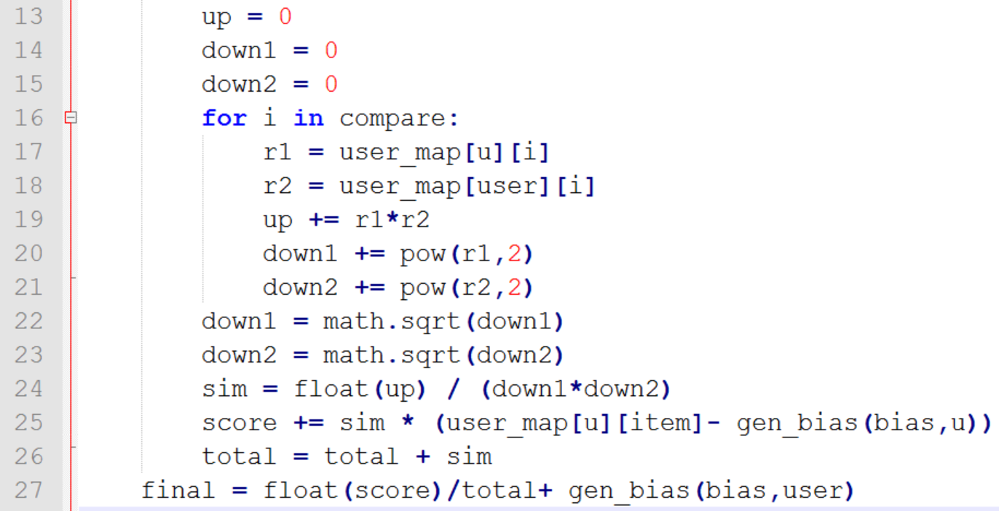 13 up = 0
14 down1 = 0
15 down2 = 0
16 for i in compare:
17 r1 = user_map[u][i]
18 r2 = user_map[user][i]
19 up += r1*r2
20 down1 += pow(r1,2)
21 down2 += pow(r2,2)
22 down1 = math.sqrt(down1)
23 down2 = math.sqrt(down2)
24 sim = float(up) / (down1*down2)
25 score += sim * (user_map[u][item]- gen_bias(bias,u))
26 total = total + sim
27 final = float(score)/total+ gen_bias(bias,user)